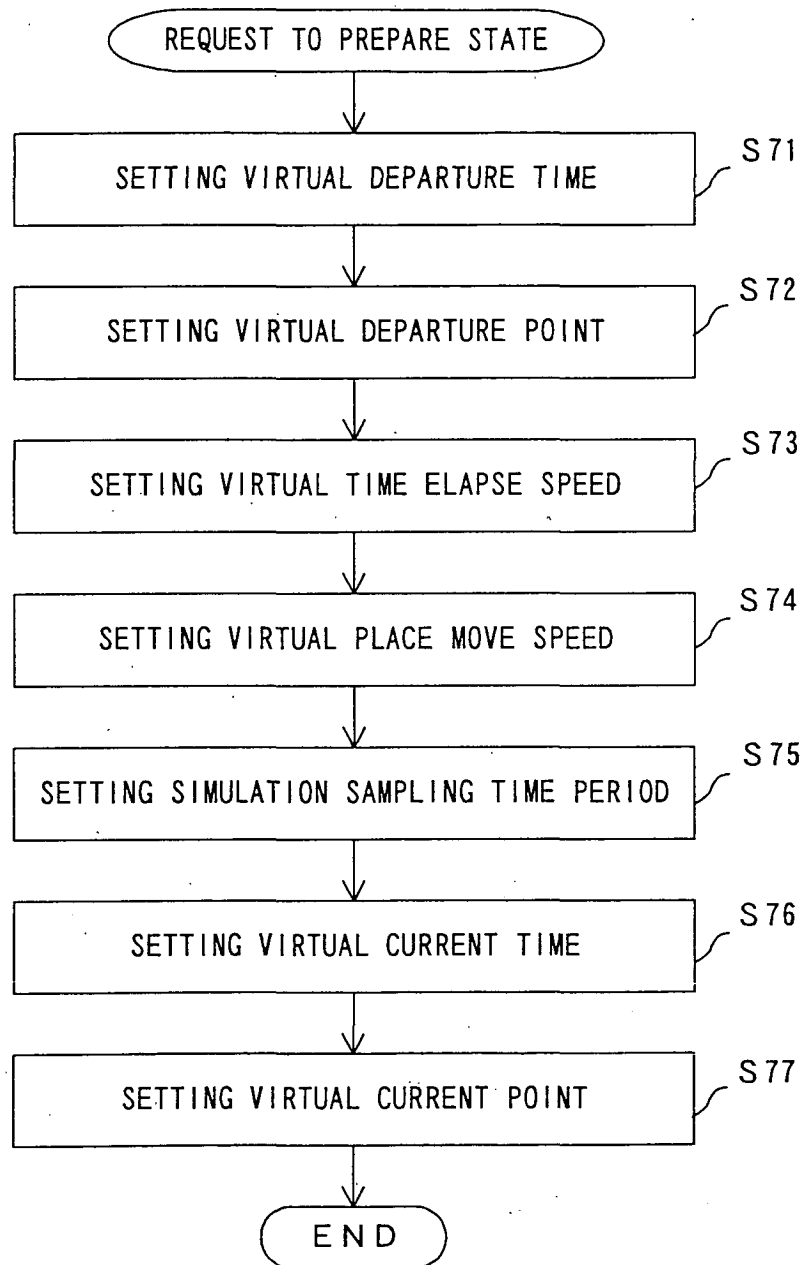 REQUEST TO PREPARE STATE
S71
SETTING VIRTUAL DEPARTURE TIME
S72
SETTING VIRTUAL DEPARTURE POINT
S73
SETTING VIRTUAL TIME ELAPSE SPEED
S74
SETTING VIRTUAL PLACE MOVE SPEED
S75
SETTING SIMULATION SAMPLING TIME PERIOD
S76
SETTING VIRTUAL CURRENT TIME
S77
SETTING VIRTUAL CURRENT POINT
END